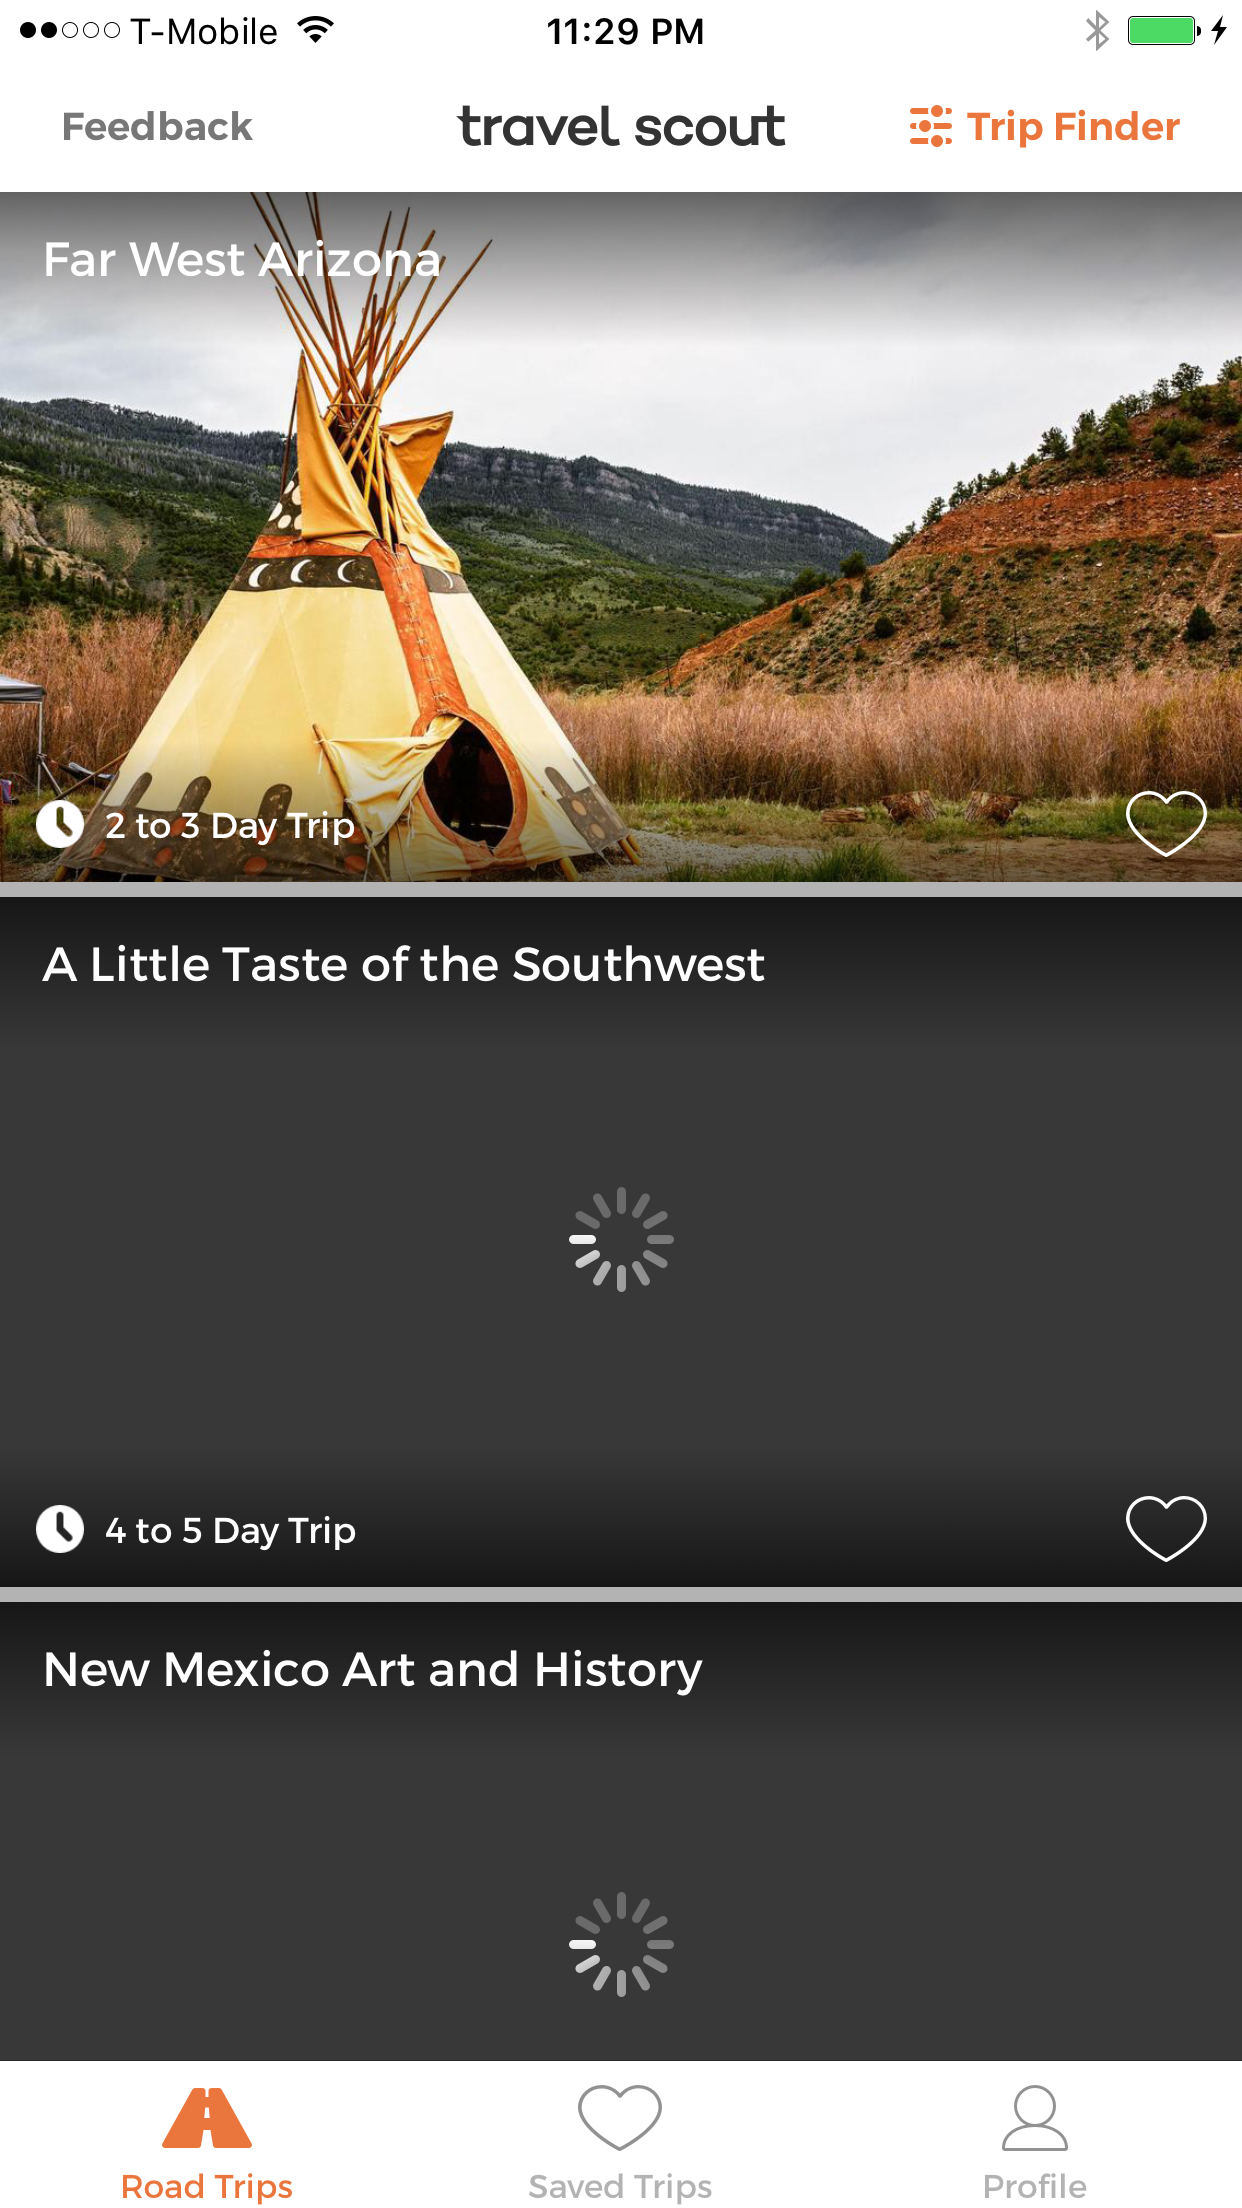 T-Mobile 11:29 PM
Feedback travel scout Trip Finder
Far West Arizona
2 to 3 Day Trip
A Little Taste of the Southwest
4 to 5 Day Trip
New Mexico Art and History
Road Trips Saved Trips Profile